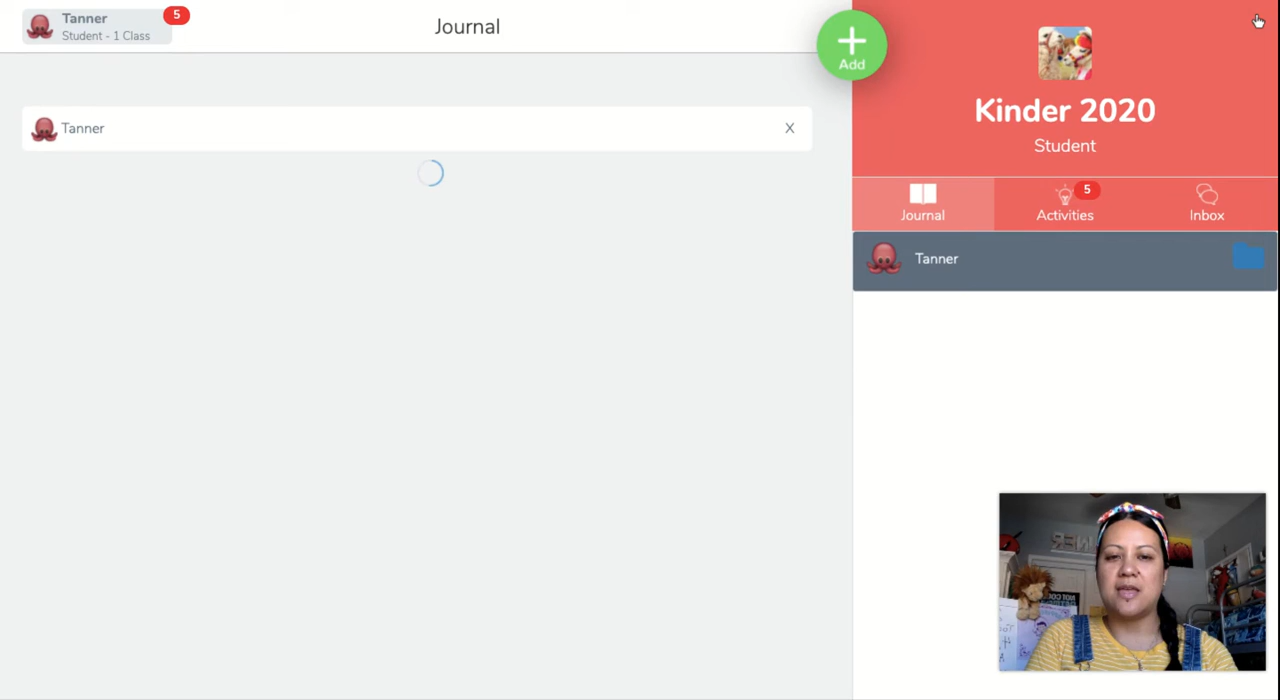 Tanner
5
Student - 1 Class
Journal
Add
Kinder 2020
Student
Journal
Activities
5
Inbox
Tanner
X
Tanner